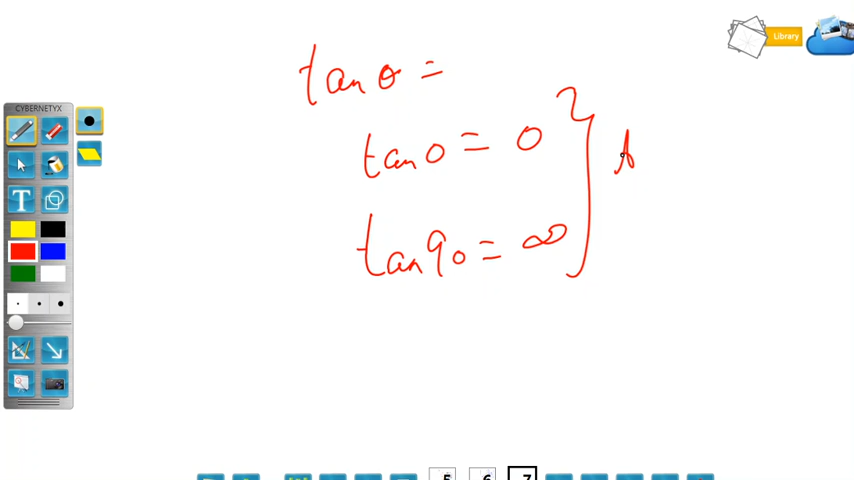 Library
CYBERNETYX
tan θ =
tan 0 = 0
tan 90 = ∞
T
5 6 7